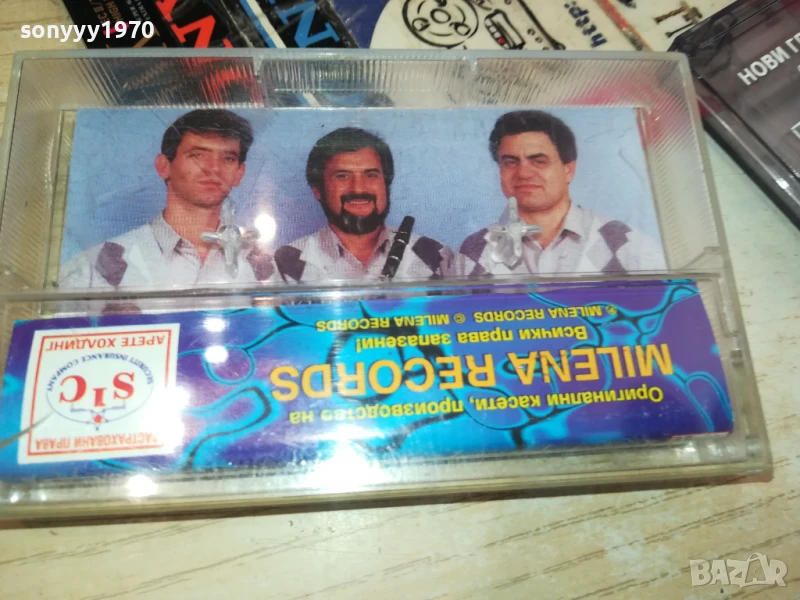 sonyyy1970
http:
НОВИ
Оригинални касети, производство на
MILENA RECORDS
Всички права запазени!
® MILENA RECORDS © MILENA RECORDS
ЗАСТРАХОВАНИ ПРАВА
SIC
SECURITY INSURANCE COMPANY
АРЕТЕ ХОЛДИНГ
BAZAR